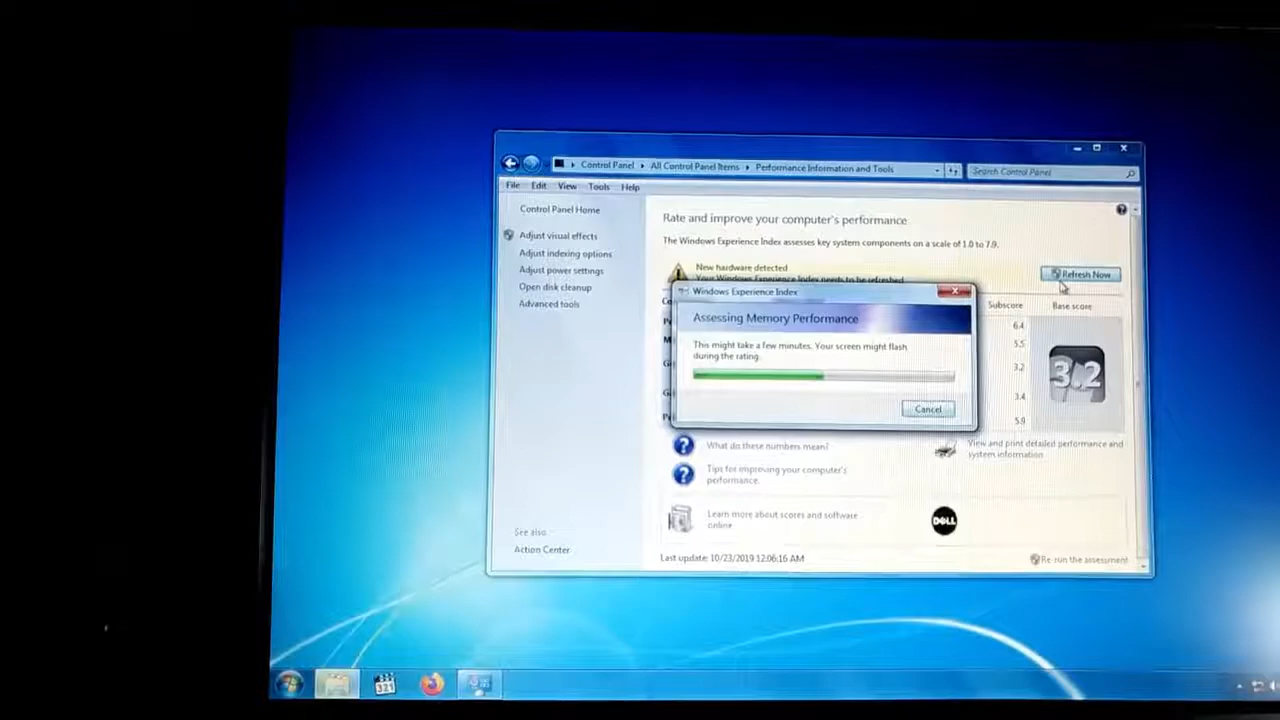 Control Panel
All Control Panel Items
Performance Information and Tools
Search Control Panel
File Edit View Tools Help
Control Panel Home
Adjust visual effects
Adjust indexing options
Adjust power settings
Open disk cleanup
Advanced tools
See also
Action Center
Rate and improve your computer's performance
The Windows Experience Index assesses key system components on a scale of 1.0 to 7.9.
New hardware detected
Your Windows Experience Index needs to be refreshed
Refresh Now
Subscore Base score
6.4
5.5
3.2
3.4
5.9
3.2
Windows Experience Index
Assessing Memory Performance
This might take a few minutes. Your screen might flash
during the rating.
Cancel
What do these numbers mean?
Tips for improving your computer's
performance.
Learn more about scores and software
online
View and print detailed performance and
system information
DELL
Last update: 10/23/2019 12:06:16 AM
Re-run the assessment
321